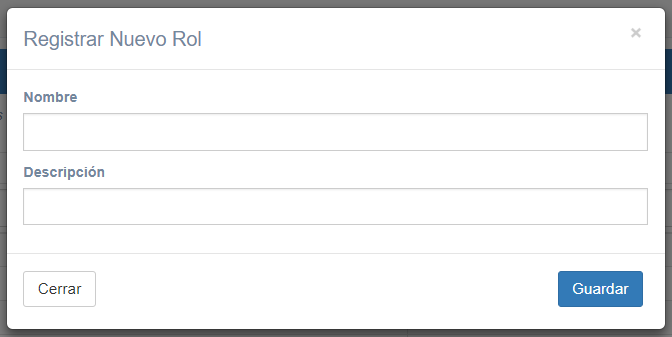 Registrar Nuevo Rol ×
Nombre
Descripción
Cerrar Guardar